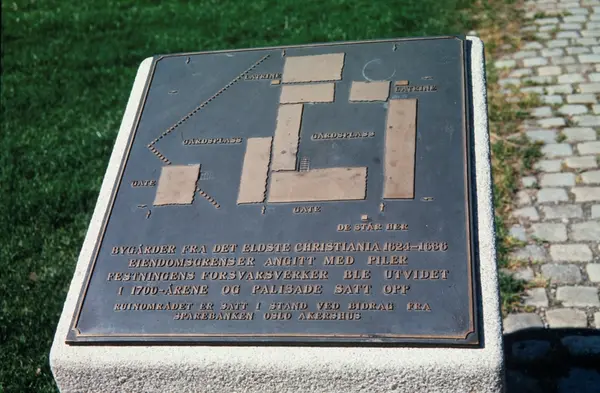 LATRINE
LATRINE
GÅRDSPLASS
GÅRDSPLASS
GATE
GATE
DE STÅR HER
BYGÅRDER FRA DET ELDSTE CHRISTIANIA 1624-1686
EIENDOMSGRENSER ANGITT MED PILER
FESTNINGENS FORSVARSVERKER BLE UTVIDET
I 1700-ÅRENE OG PALISADE SATT OPP
RUINOMRÅDET ER SATT I STAND VED BIDRAG FRA
SPAREBANKEN OSLO AKERSHUS